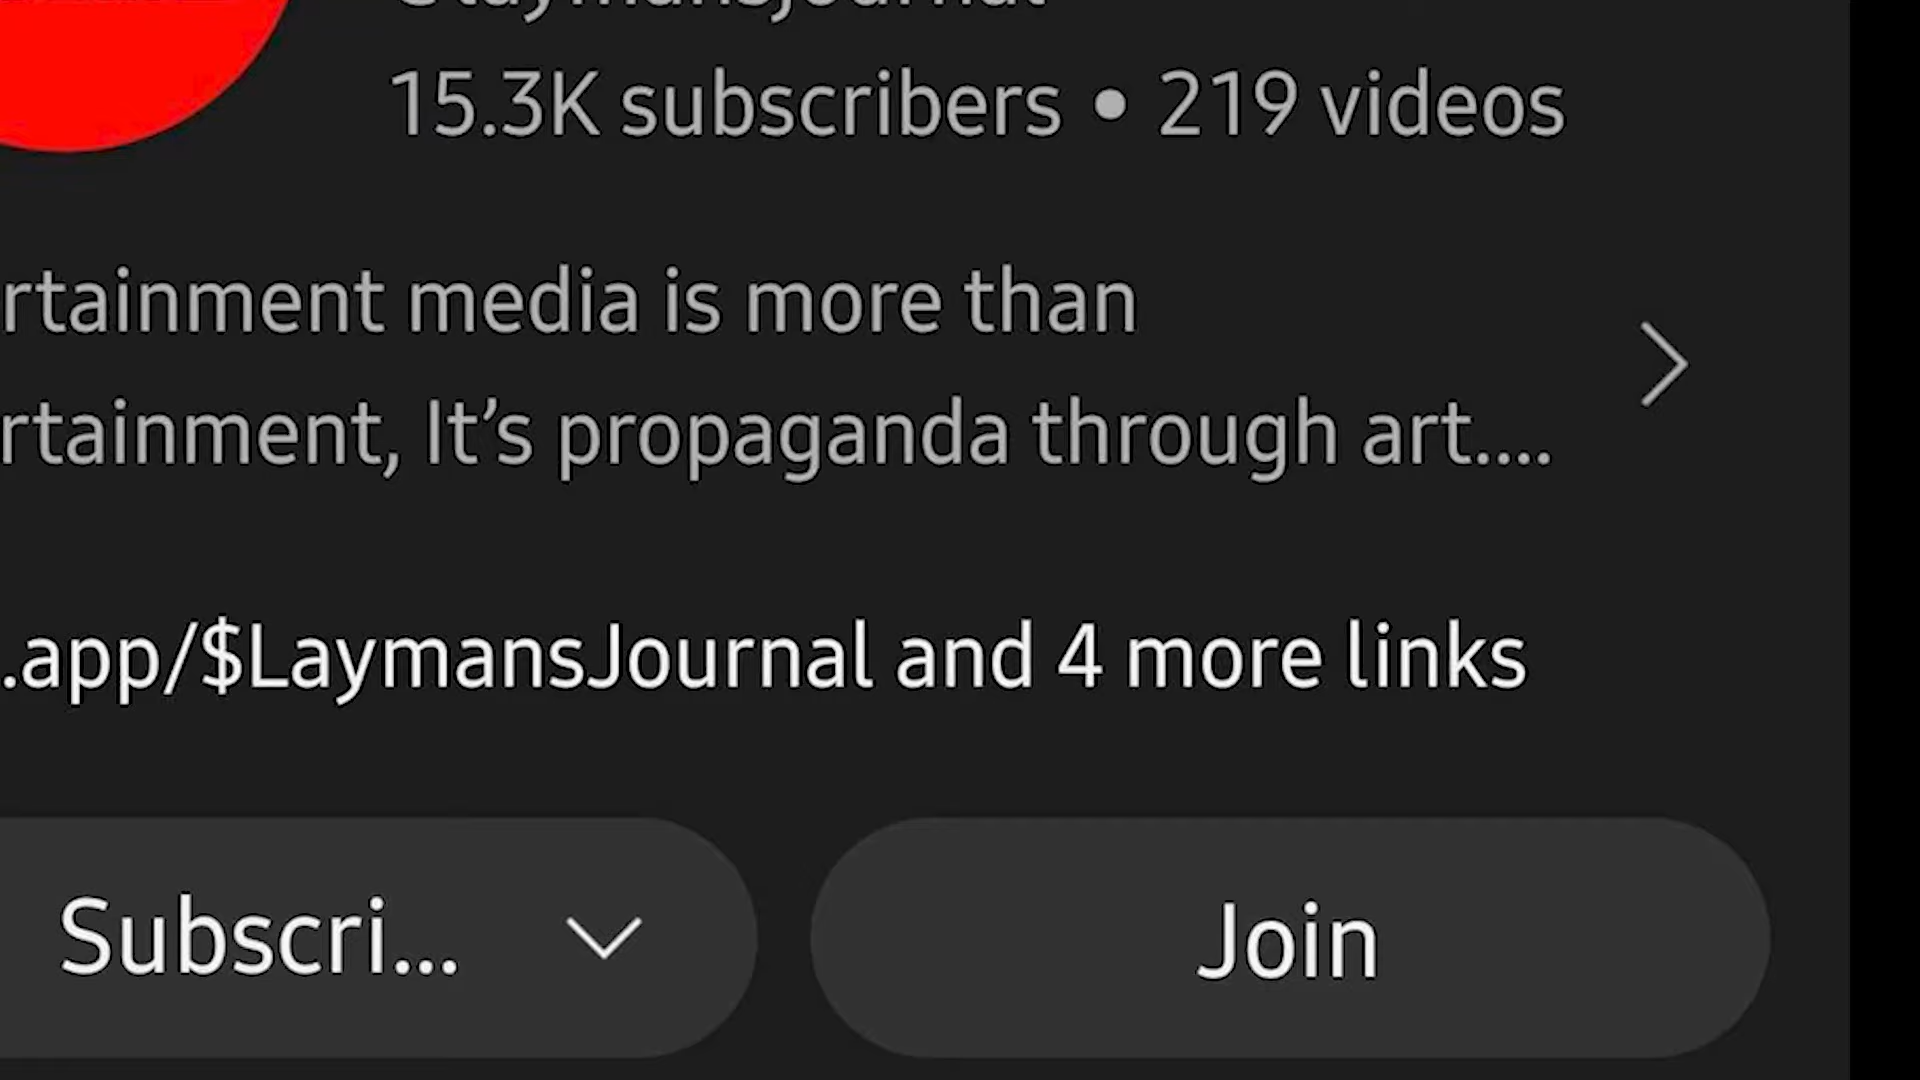 @laymansjournal
15.3K subscribers • 219 videos
rtainment media is more than
rtainment, It’s propaganda through art....
.app/$LaymansJournal and 4 more links
Subscri...
Join